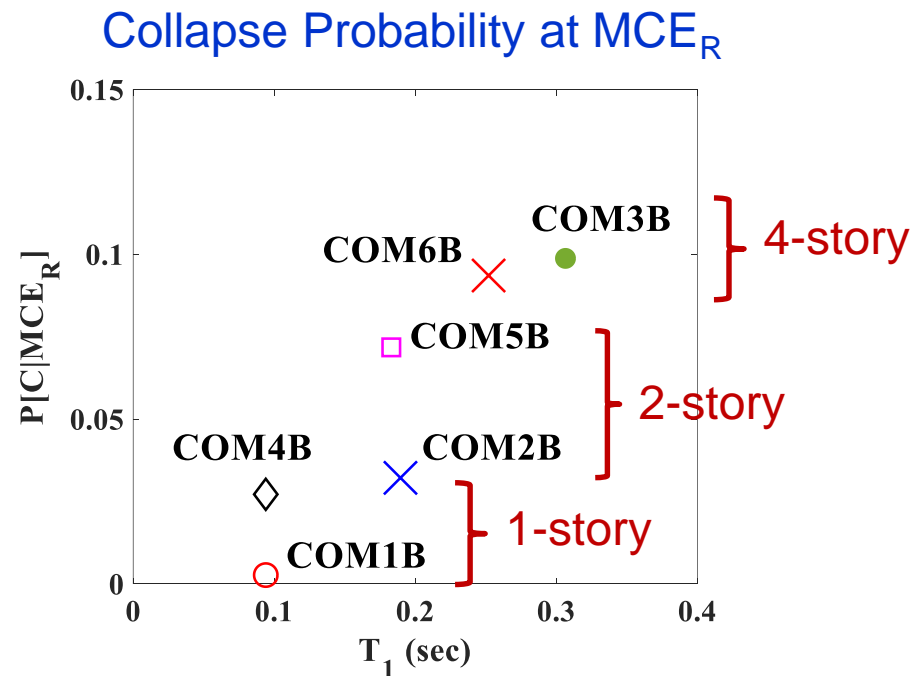 Collapse Probability at MCE_R
0.15
0.1
0.05
0
P[C|MCE_R]
COM3B
COM6B
4-story
COM5B
2-story
COM4B
COM2B
1-story
COM1B
0 0.1 0.2 0.3 0.4
T_1 (sec)